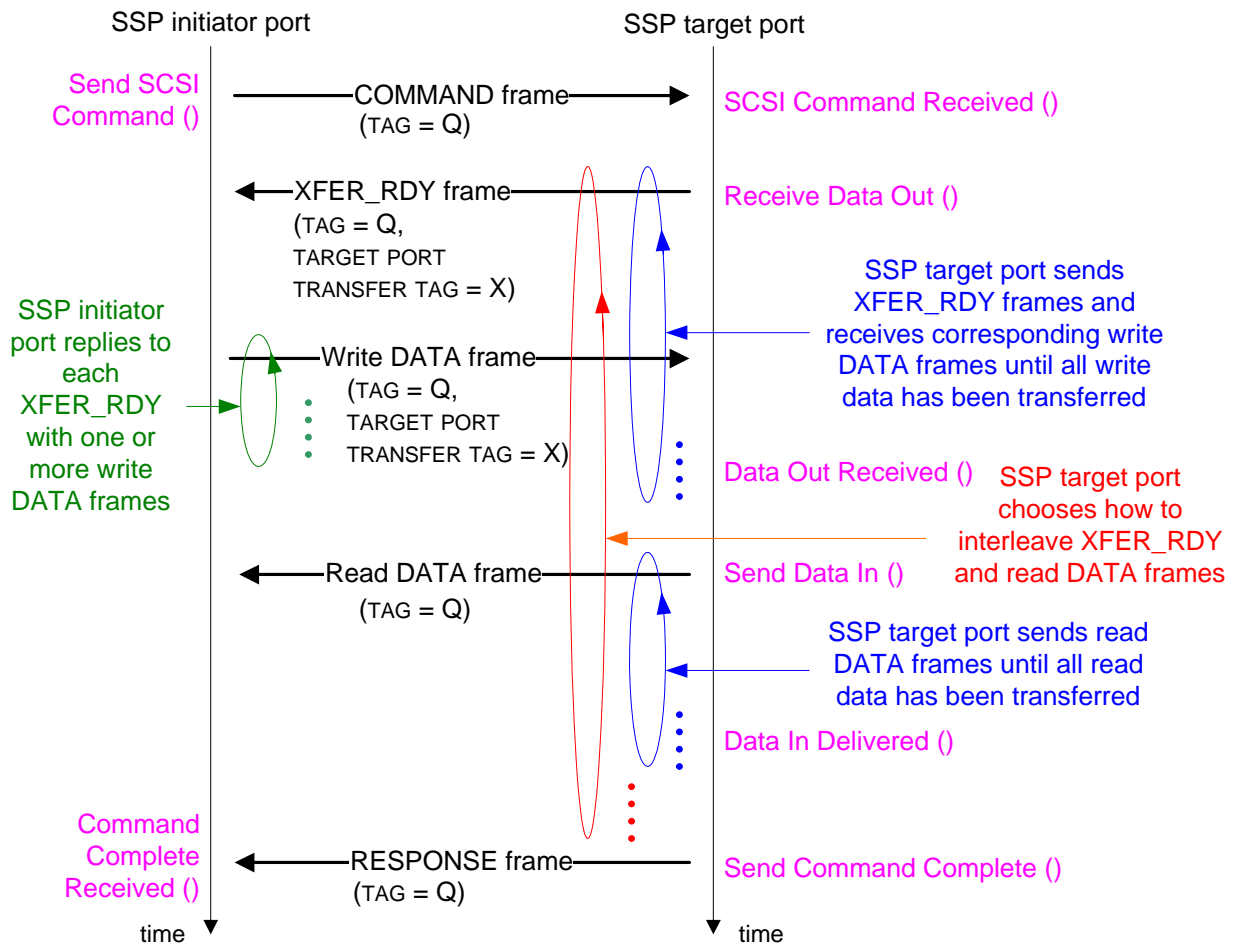 SSP initiator port
SSP target port
Send SCSI
Command ()
COMMAND frame
(TAG = Q)
SCSI Command Received ()
XFER_RDY frame
(TAG = Q,
TARGET PORT
TRANSFER TAG = X)
Receive Data Out ()
SSP target port sends
XFER_RDY frames and
receives corresponding write
DATA frames until all write
data has been transferred
SSP initiator
port replies to
each
XFER_RDY
with one or
more write
DATA frames
Write DATA frame
(TAG = Q,
TARGET PORT
TRANSFER TAG = X)
Data Out Received ()
SSP target port
chooses how to
interleave XFER_RDY
and read DATA frames
Read DATA frame
(TAG = Q)
Send Data In ()
SSP target port sends read
DATA frames until all read
data has been transferred
Data In Delivered ()
Command
Complete
Received ()
RESPONSE frame
(TAG = Q)
Send Command Complete ()
time
time